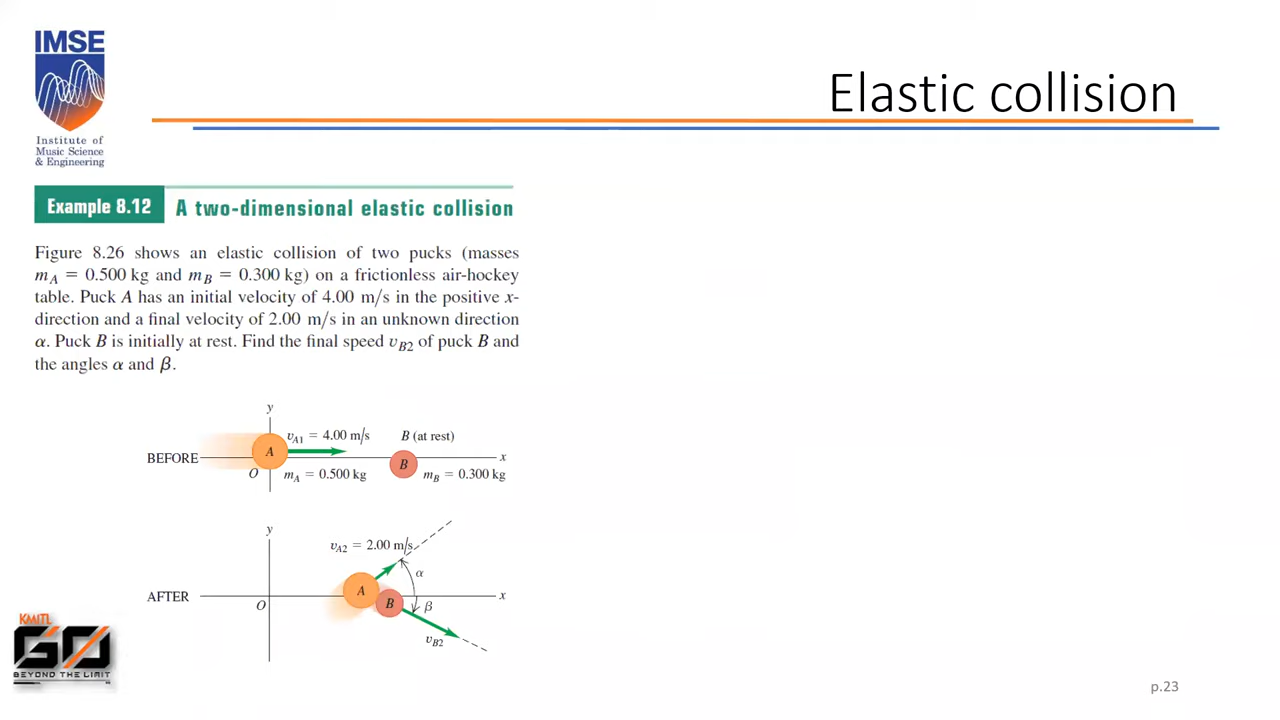 IMSE
Institute of
Music Science
& Engineering
Elastic collision
Example 8.12 A two-dimensional elastic collision
Figure 8.26 shows an elastic collision of two pucks (masses
mA = 0.500 kg and mB = 0.300 kg) on a frictionless air-hockey
table. Puck A has an initial velocity of 4.00 m/s in the positive x-
direction and a final velocity of 2.00 m/s in an unknown direction
α. Puck B is initially at rest. Find the final speed υB2 of puck B and
the angles α and β.
y
υA1 = 4.00 m/s B (at rest)
BEFORE A B x
O mA = 0.500 kg mB = 0.300 kg
y
υA2 = 2.00 m/s
α
AFTER A B x
O β
υB2
KMITL
GO
BEYOND THE LIMIT
p.23